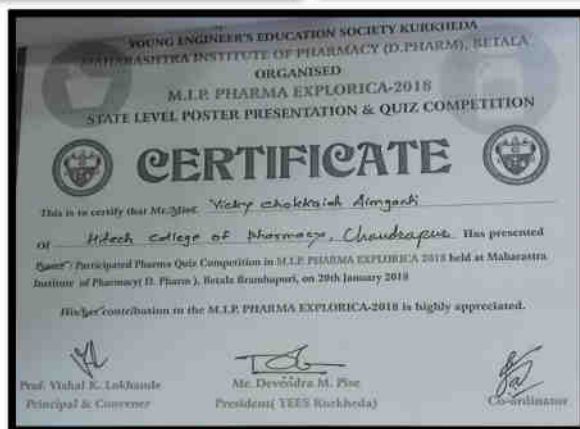 YOUNG ENGINEER'S EDUCATION SOCIETY KURKHEDA
MAHARASHTRA INSTITUTE OF PHARMACY (D.PHARM), BETALA
ORGANISED
M.I.P. PHARMA EXPLORICA-2018
STATE LEVEL POSTER PRESENTATION & QUIZ COMPETITION
CERTIFICATE
This is to certify that Mr./Miss. Vicky Chokkaiah
Of Hitech College of Pharmacy, Chandrapur Has presented
Poster / Participated Pharma Quiz Competition in M.I.P. PHARMA EXPLORICA 2018 held at Maharastra
Institute of Pharmacy( D. Pharm ), Betala Bramhapuri, on 20th January 2018
His/her contribution to the M.I.P. PHARMA EXPLORICA-2018 is highly appreciated.
Prof. Vishal K. Lokhande Mr. Devendra M. Pise
Principal & Convener President( YEES Kurkheda) Co-ordinator